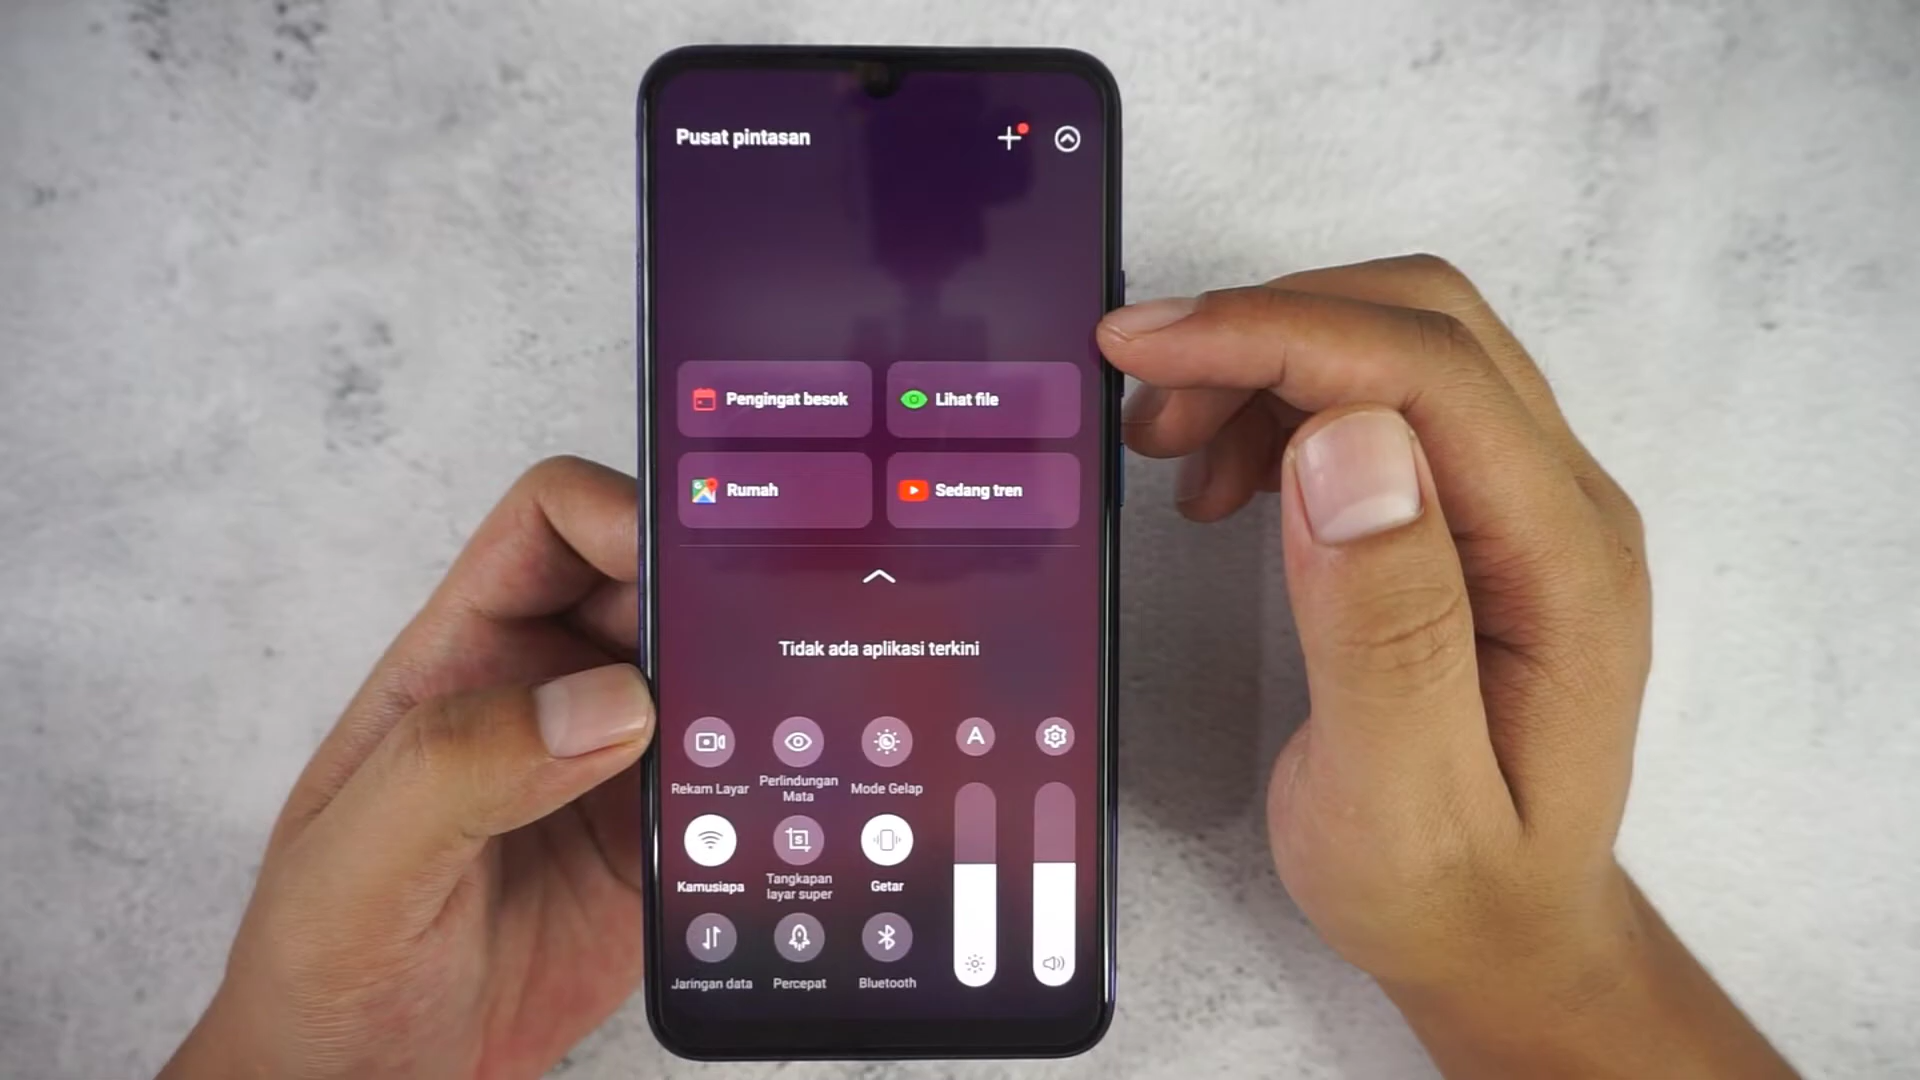 Pusat pintasan
Pengingat besok
Lihat file
Rumah
Sedang tren
Tidak ada aplikasi terkini
A
Rekam Layar
Perlindungan
Mata
Mode Gelap
S
Kamusiapa
Tangkapan
layar super
Getar
Jaringan data
Percepat
Bluetooth